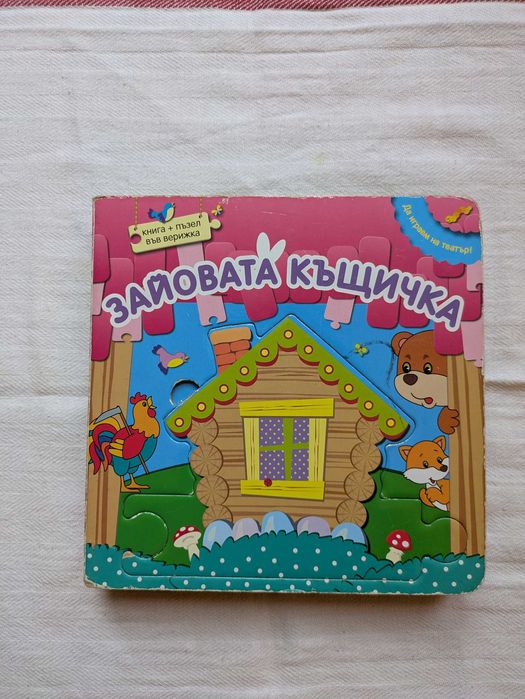 книга + пъзел
във верижка
Да играем на театър!
ЗАЙОВАТА КЪЩИЧКА